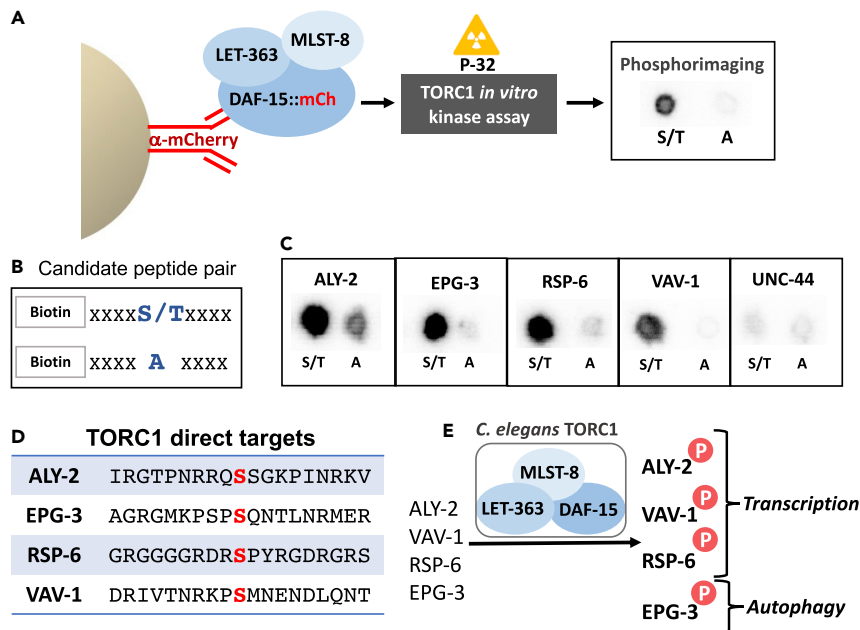 A
LET-363
MLST-8
DAF-15::mCh
α-mCherry
P-32
TORC1 in vitro
kinase assay
Phosphorimaging
S/T A
B
Candidate peptide pair
Biotin xxxxS/Txxxx
Biotin xxxx A xxxx
C
ALY-2 EPG-3 RSP-6 VAV-1 UNC-44
S/T A S/T A S/T A S/T A S/T A
D
TORC1 direct targets
ALY-2 IRGTPNRRQSSGKPINRKV
EPG-3 AGRGMKPSPSQNTLNRMER
RSP-6 GRGGGGRDRSPYRGDRGRS
VAV-1 DRIVTNRKPSMNENDLQNT
E
C. elegans TORC1
MLST-8
LET-363 DAF-15
ALY-2
VAV-1
RSP-6
EPG-3
ALY-2 P
VAV-1 P
RSP-6 P
Transcription
EPG-3 P
Autophagy